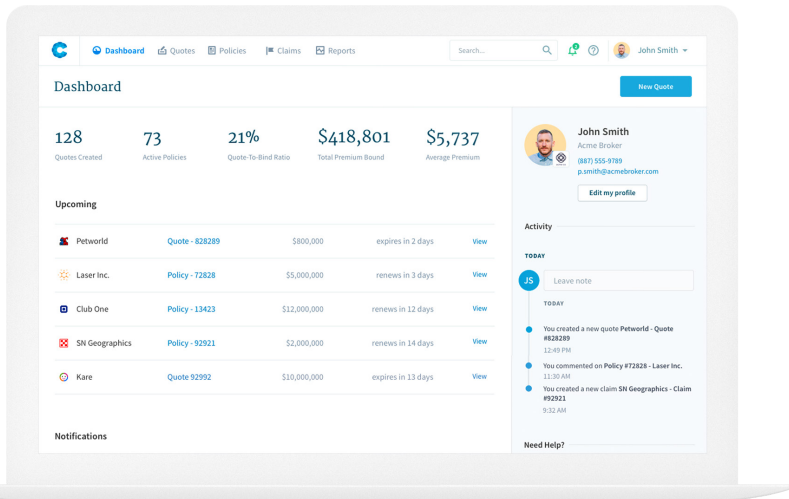 Dashboard
Quotes
Policies
Claims
Reports
Search...
2
?
John Smith
Dashboard
New Quote
128
Quotes Created
73
Active Policies
21%
Quote-To-Bind Ratio
$418,801
Total Premium Bound
$5,737
Average Premium
Upcoming
Petworld Quote - 828289 $800,000 expires in 2 days View
Laser Inc. Policy - 72828 $5,000,000 renews in 3 days View
Club One Policy - 13423 $12,000,000 renews in 12 days View
SN Geographics Policy - 92921 $2,000,000 renews in 14 days View
Kare Quote 92992 $10,000,000 expires in 13 days View
Notifications
John Smith
Acme Broker
(887) 555-9789
p.smith@acmebroker.com
Edit my profile
Activity
TODAY
JS
Leave note
TODAY
You created a new quote Petworld - Quote
#828289
12:49 PM
You commented on Policy #72828 - Laser Inc.
11:30 AM
You created a new claim SN Geographics - Claim
#92921
9:32 AM
Need Help?